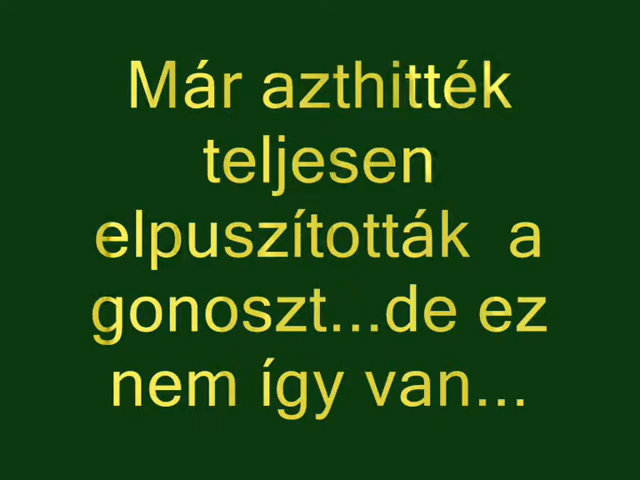 Már azthitték
teljesen
elpuszították a
gonoszt...de ez
nem így van...